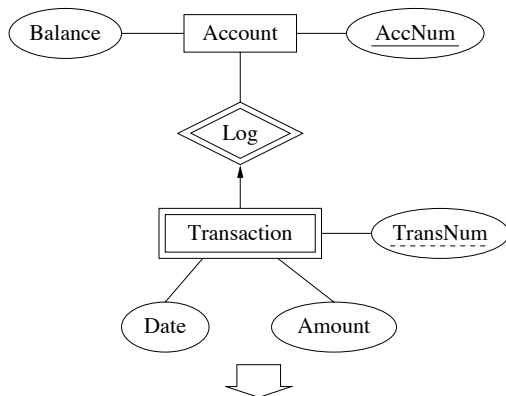 Balance
Account
AccNum
Log
Transaction
TransNum
Date
Amount